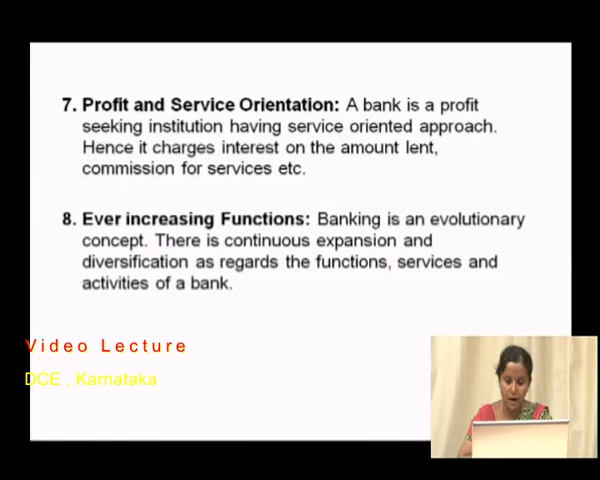 7. Profit and Service Orientation: A bank is a profit
seeking institution having service oriented approach.
Hence it charges interest on the amount lent,
commission for services etc.
8. Ever increasing Functions: Banking is an evolutionary
concept. There is continuous expansion and
diversification as regards the functions, services and
activities of a bank.
Video Lecture
DCE , Karnataka